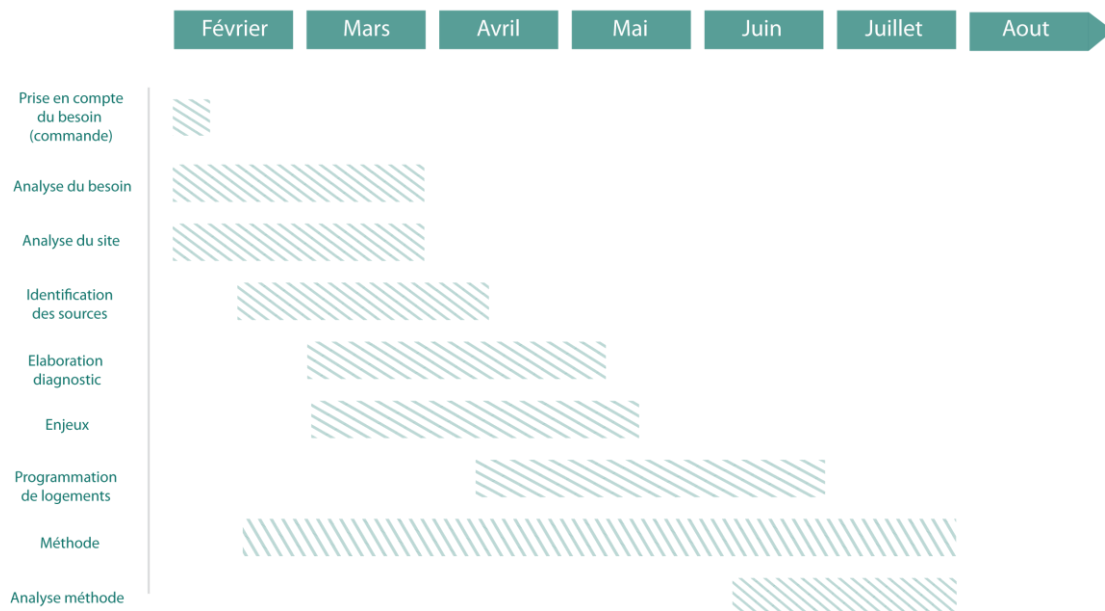 Février
Mars
Avril
Mai
Juin
Juillet
Aout
Prise en compte
du besoin
(commande)
Analyse du besoin
Analyse du site
Identification
des sources
Elaboration
diagnostic
Enjeux
Programmation
de logements
Méthode
Analyse méthode